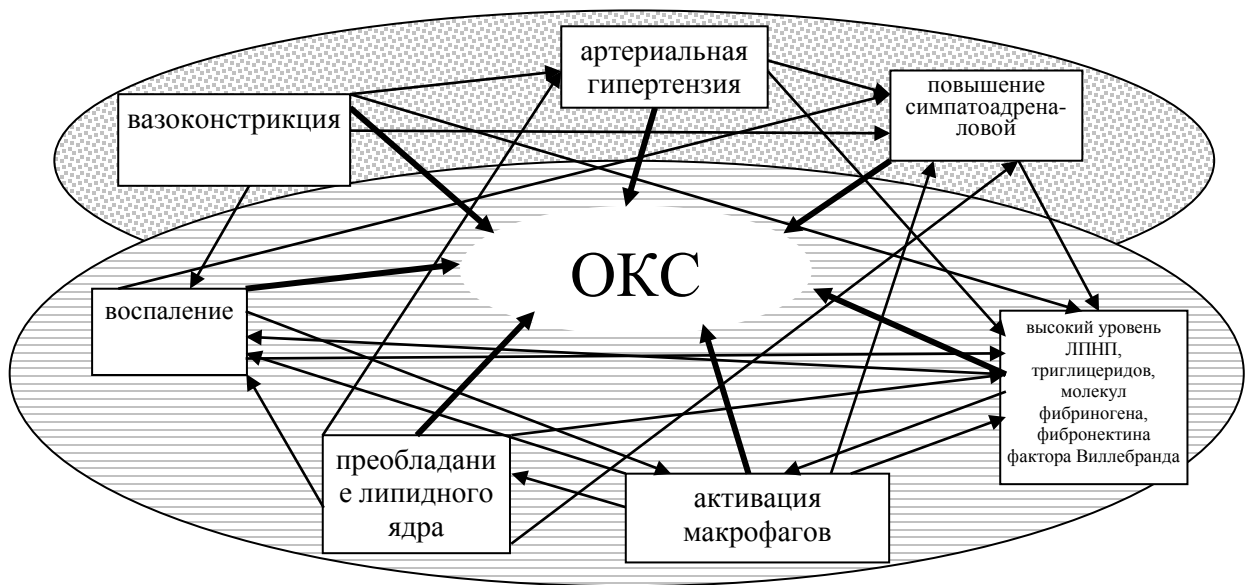 артериальная
гипертензия
повышение
симпатоадрена-
ловой
вазоконстрикция
ОКС
воспаление
высокий уровень
ЛПНП,
триглицеридов,
молекул
фибриногена,
фибронектина
фактора Виллебранда
преобладани
е липидного
ядра
активация
макрофагов